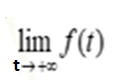 lim f(t)
t→+∞